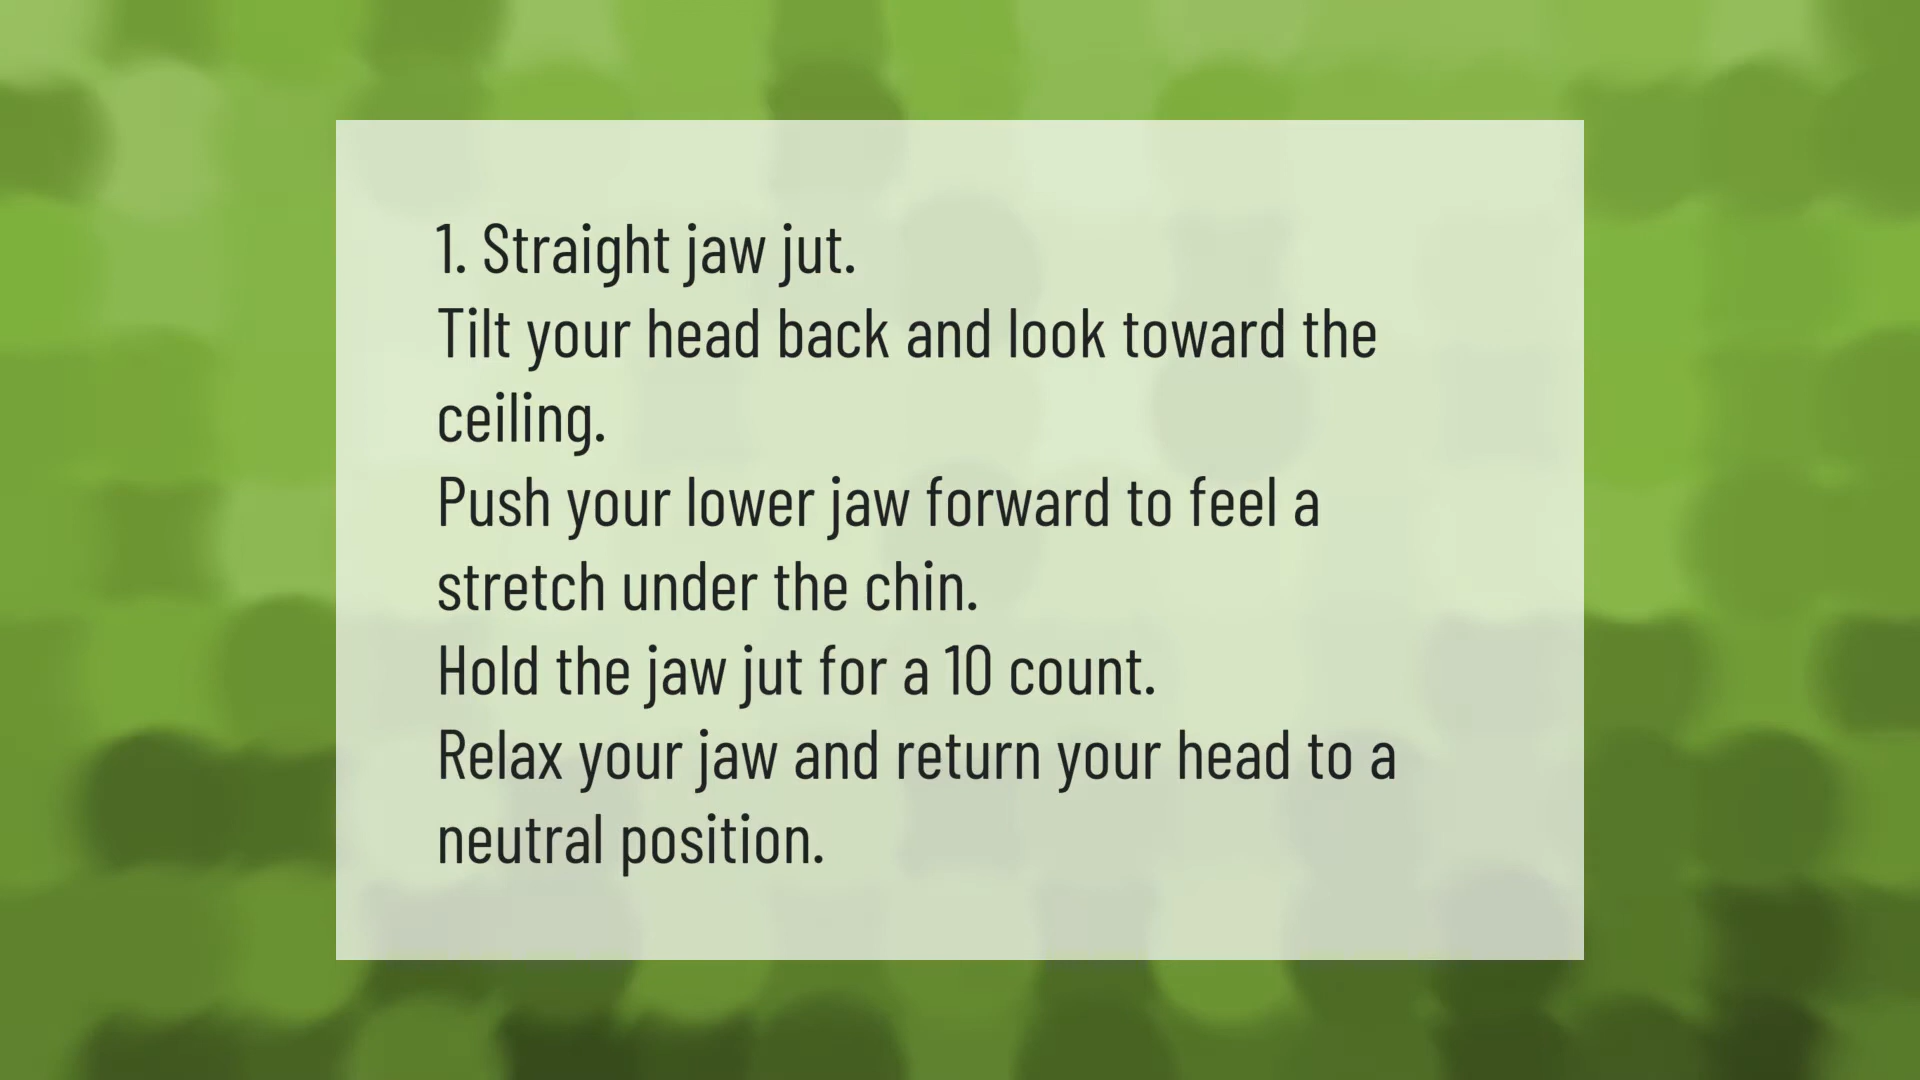 1. Straight jaw jut.
Tilt your head back and look toward the
ceiling.
Push your lower jaw forward to feel a
stretch under the chin.
Hold the jaw jut for a 10 count.
Relax your jaw and return your head to a
neutral position.